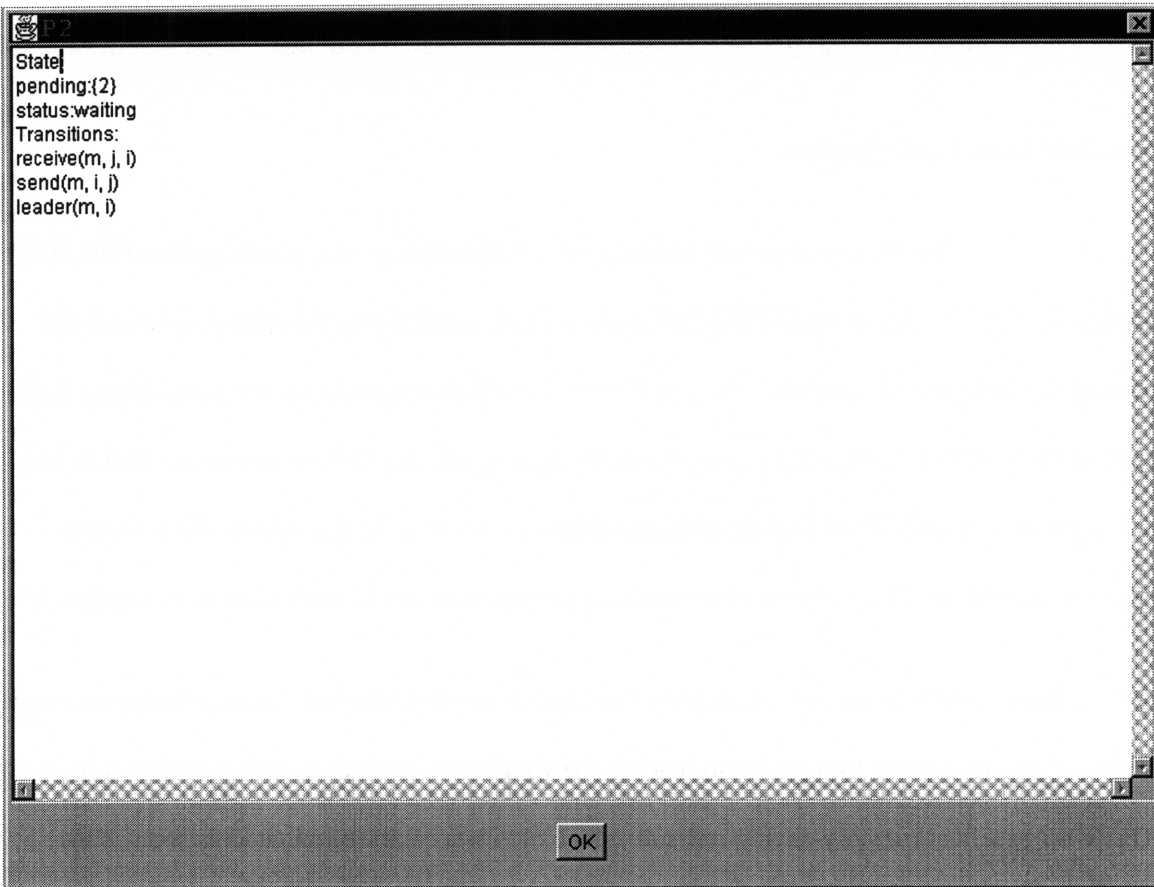 P2
State
pending:{2}
status:waiting
Transitions:
receive(m, j, i)
send(m, i, j)
leader(m, i)
OK